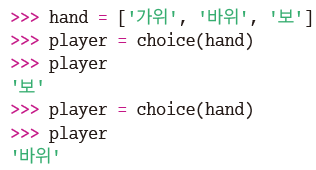 >>> hand = ['가위', '바위', '보']
>>> player = choice(hand)
>>> player
'보'
>>> player = choice(hand)
>>> player
'바위'